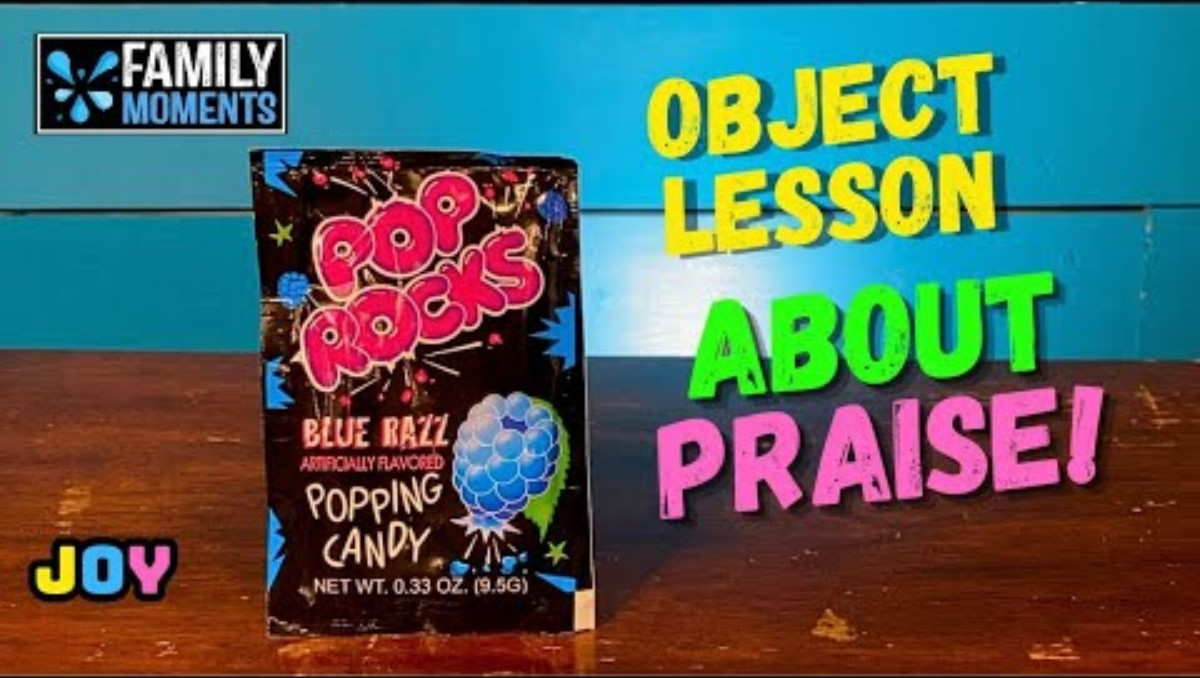 FAMILY
MOMENTS
OBJECT
LESSON
ABOUT
PRAISE!
POP
ROCKS
BLUE RAZZ
ARTIFICIALLY FLAVORED
POPPING
CANDY
NET WT. 0.33 OZ. (9.5G)
JOY